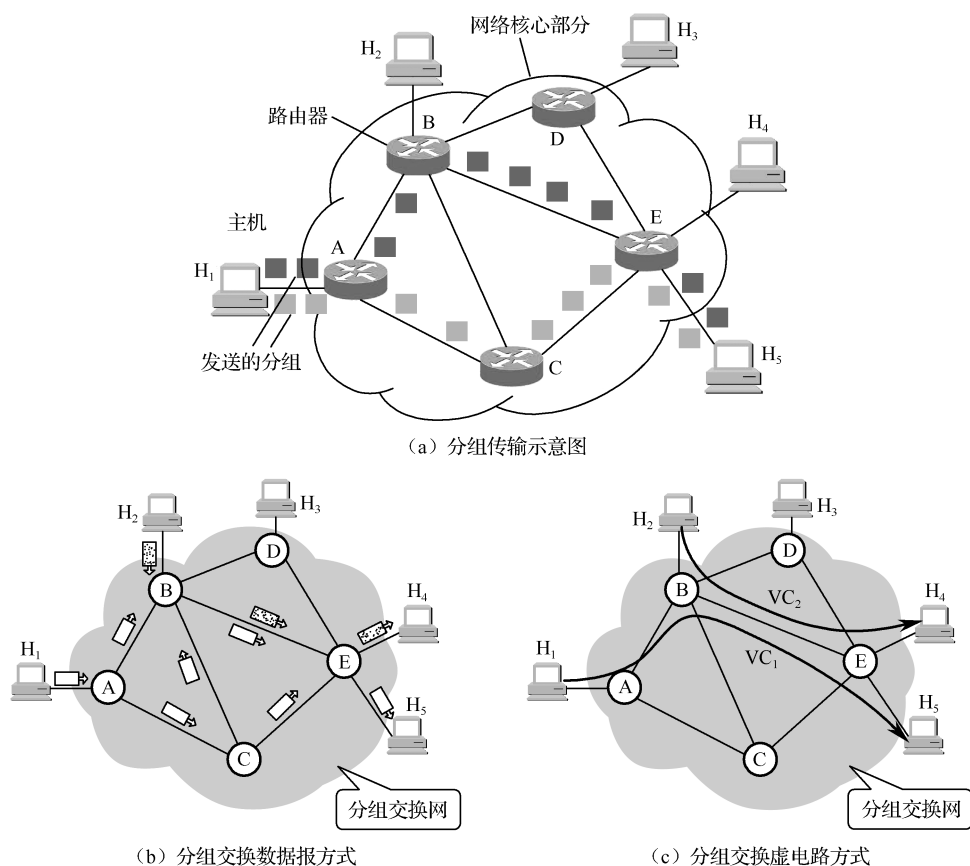 网络核心部分
H₃
H₂
路由器
B
D
H₄
主机
A
E
H₁
发送的分组
C
H₅
（a）分组传输示意图
H₂
H₃
D
B
H₄
H₁
E
A
H₅
C
分组交换网
（b）分组交换数据报方式
H₂
H₃
D
B
VC₂
H₄
H₁
VC₁
E
A
H₅
C
分组交换网
（c）分组交换虚电路方式